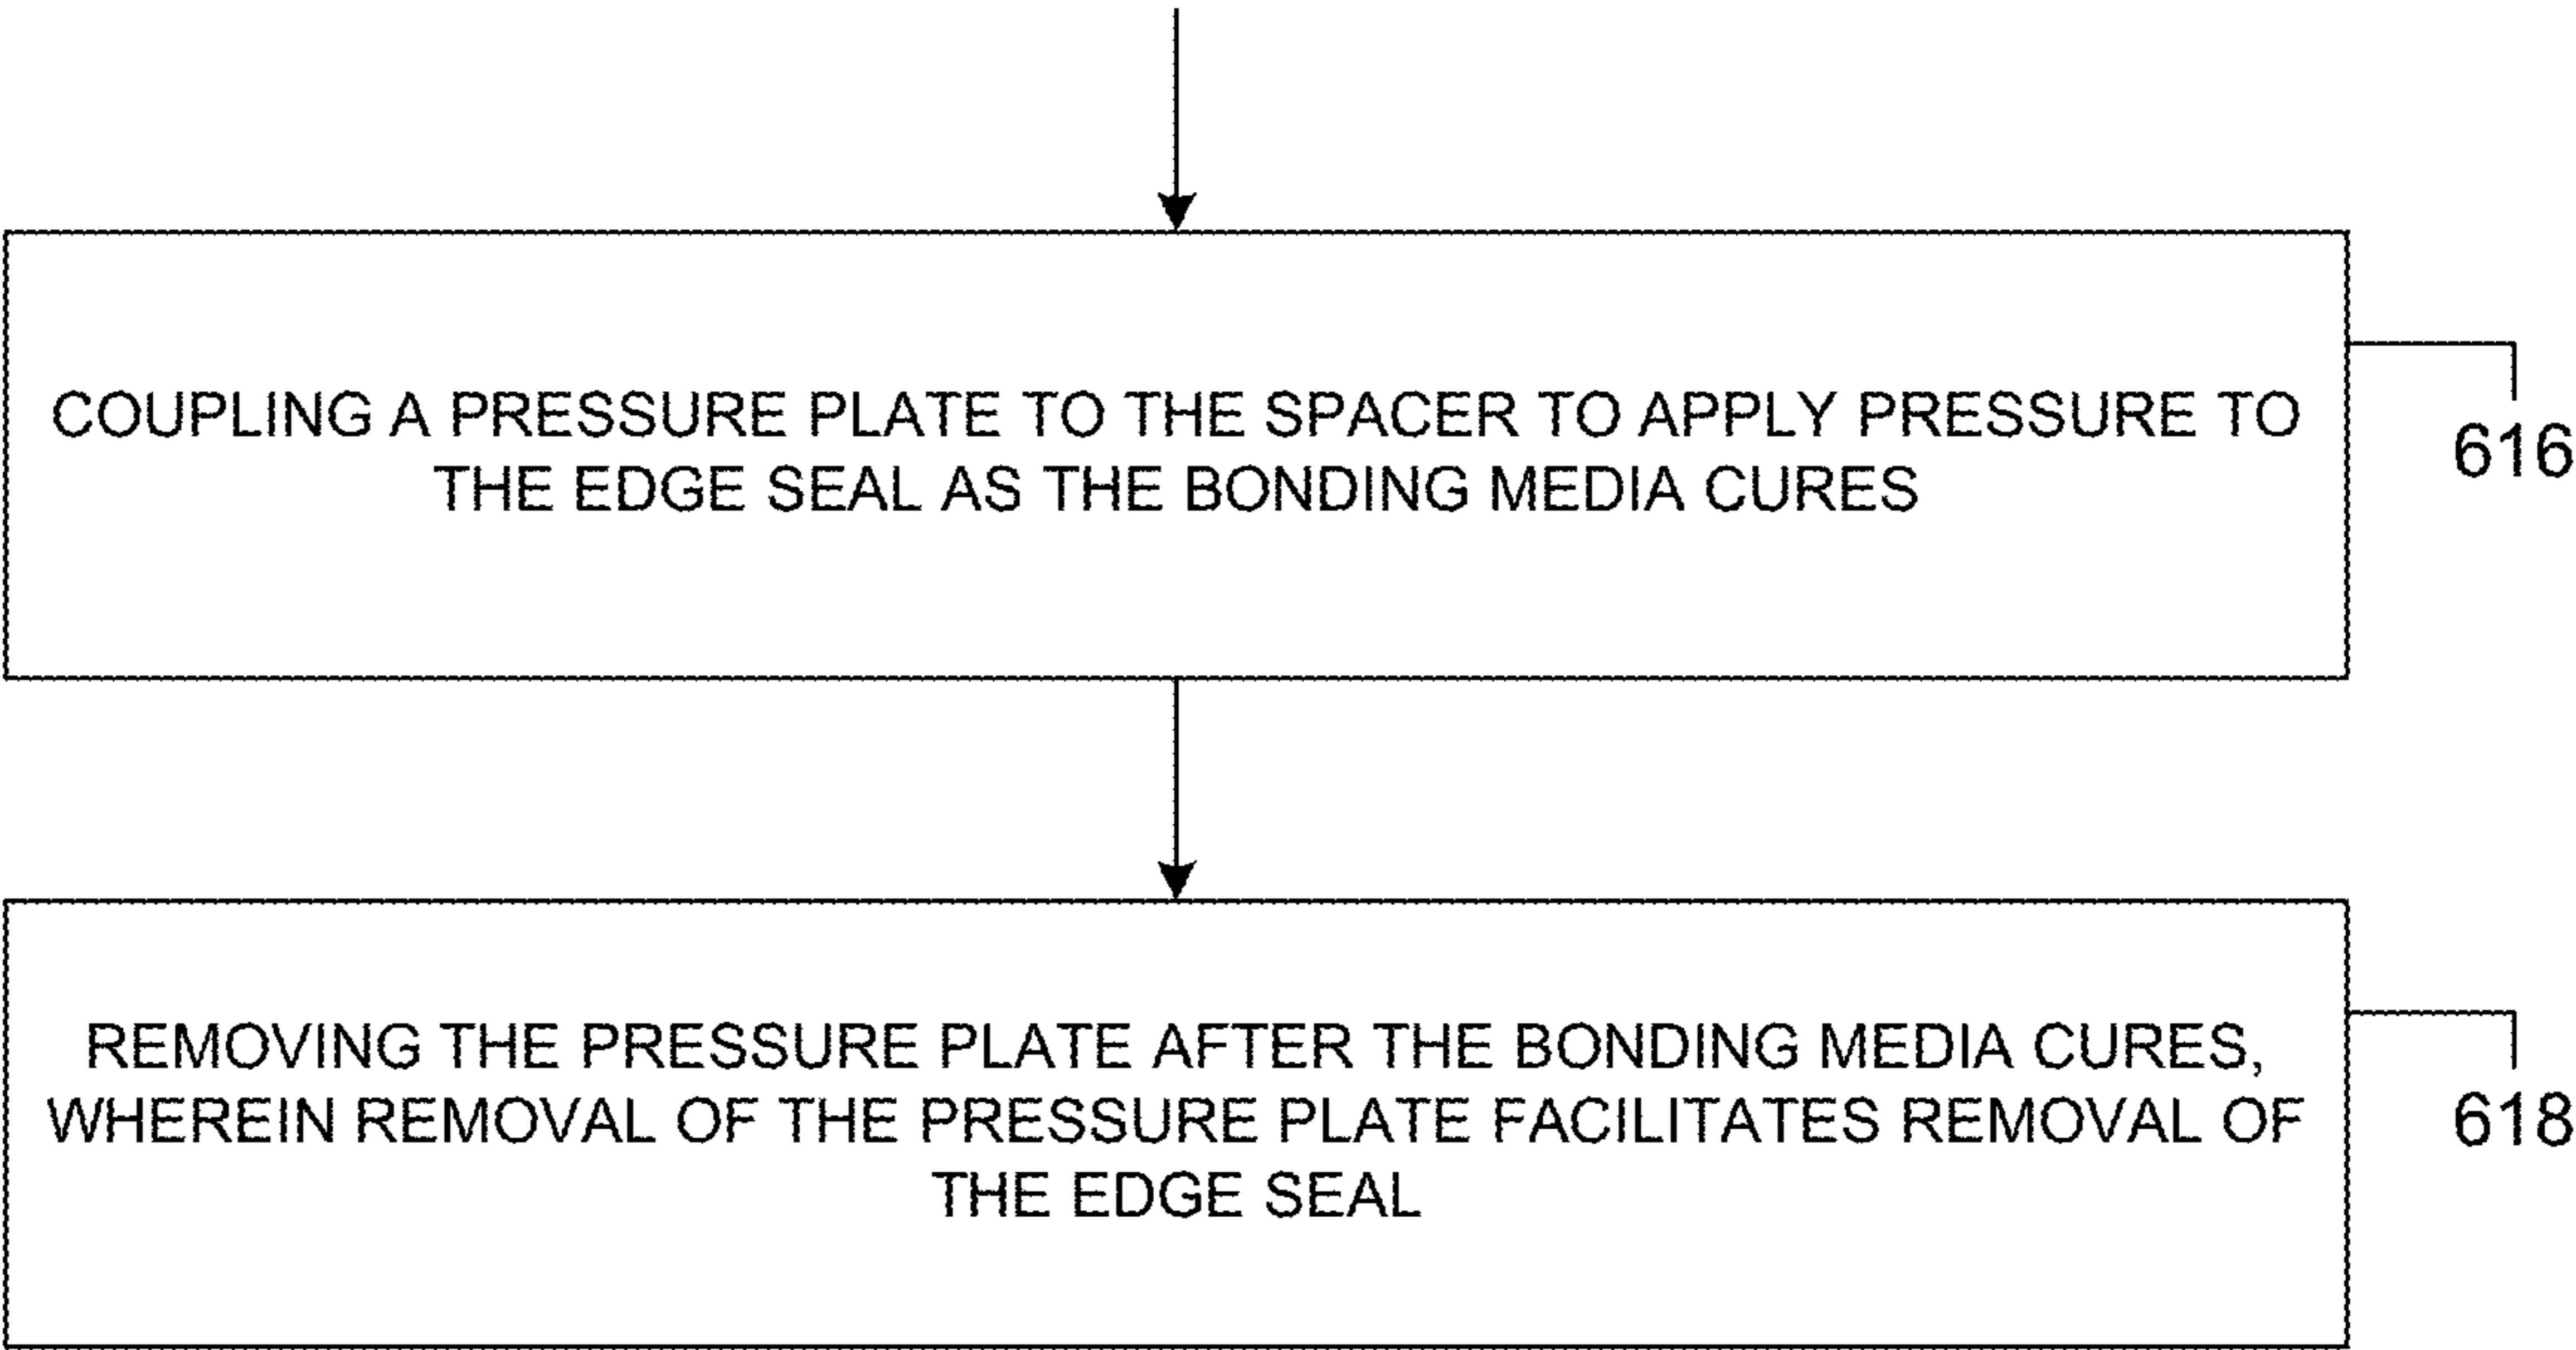 COUPLING A PRESSURE PLATE TO THE SPACER TO APPLY PRESSURE TO
THE EDGE SEAL AS THE BONDING MEDIA CURES
616
REMOVING THE PRESSURE PLATE AFTER THE BONDING MEDIA CURES,
WHEREIN REMOVAL OF THE PRESSURE PLATE FACILITATES REMOVAL OF
THE EDGE SEAL
618